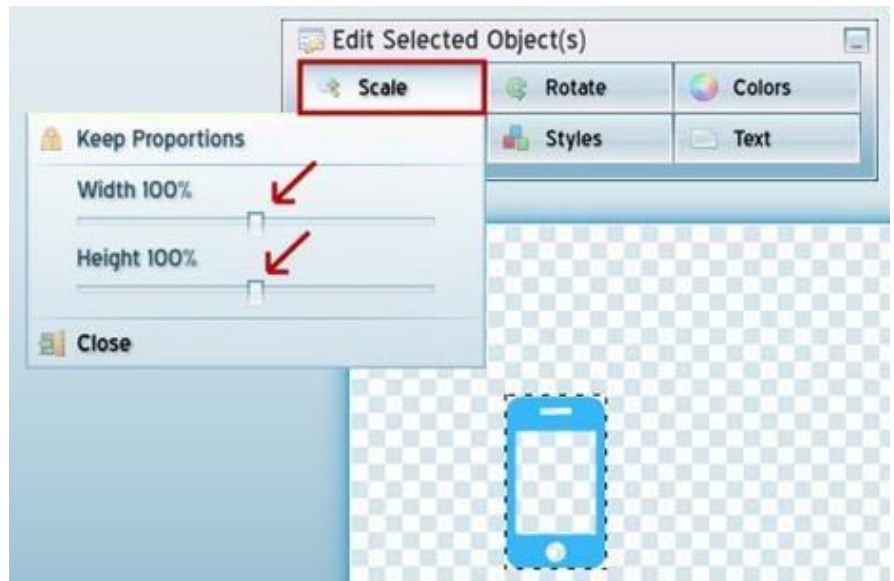 Edit Selected Object(s)
Scale Rotate Colors
Styles Text
Keep Proportions
Width 100%
Height 100%
Close